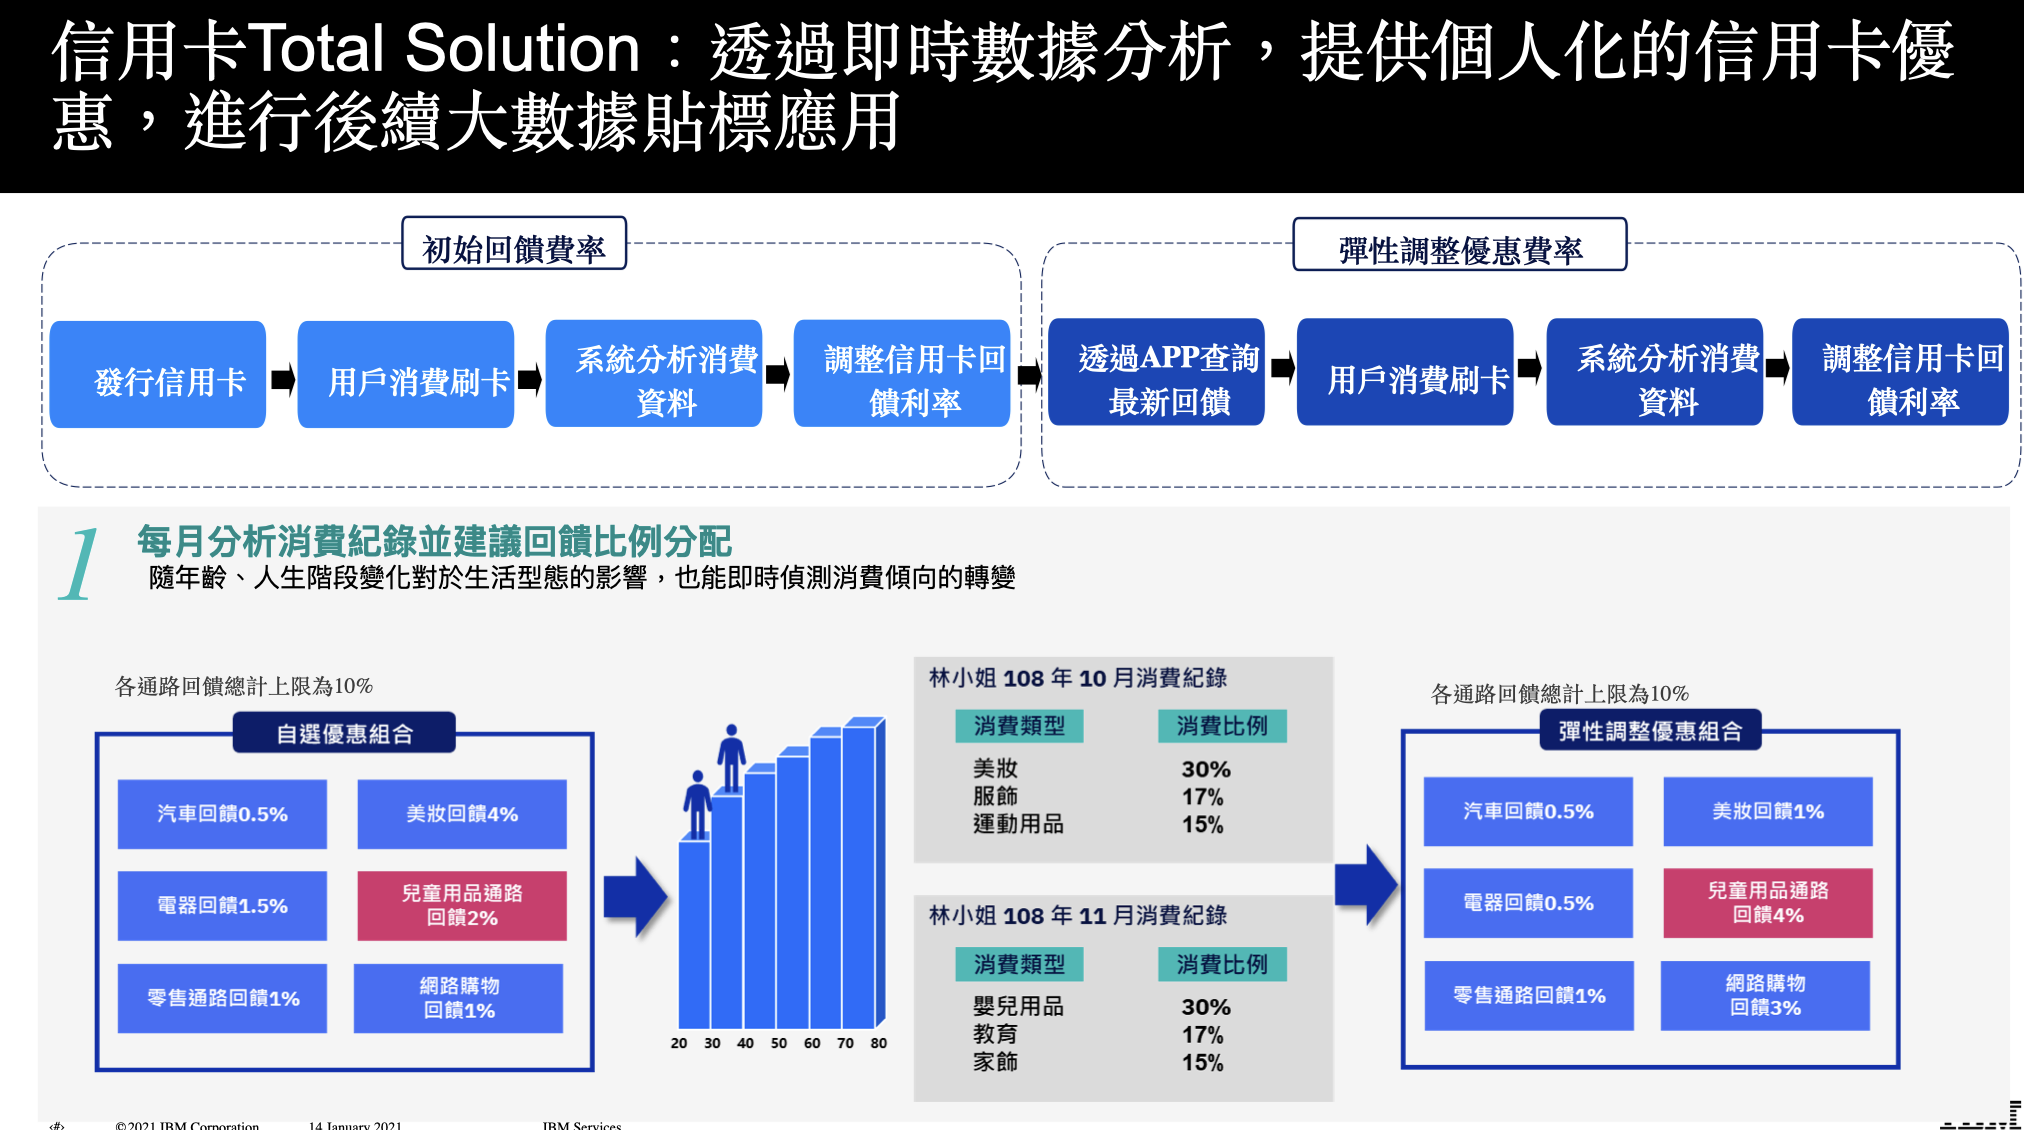 信用卡Total Solution：透過即時數據分析，提供個人化的信用卡優
惠，進行後續大數據貼標應用
初始回饋費率
彈性調整優惠費率
發行信用卡
用戶消費刷卡
系統分析消費
資料
調整信用卡回
饋利率
透過APP查詢
最新回饋
用戶消費刷卡
系統分析消費
資料
調整信用卡回
饋利率
1
每月分析消費紀錄並建議回饋比例分配
隨年齡、人生階段變化對於生活型態的影響，也能即時偵測消費傾向的轉變
各通路回饋總計上限為10%
自選優惠組合
汽車回饋0.5%
美妝回饋4%
電器回饋1.5%
兒童用品通路
回饋2%
零售通路回饋1%
網路購物
回饋1%
20 30 40 50 60 70 80
林小姐 108 年 10 月消費紀錄
消費類型 消費比例
美妝 30%
服飾 17%
運動用品 15%
林小姐 108 年 11 月消費紀錄
消費類型 消費比例
嬰兒用品 30%
教育 17%
家飾 15%
各通路回饋總計上限為10%
彈性調整優惠組合
汽車回饋0.5%
美妝回饋1%
電器回饋0.5%
兒童用品通路
回饋4%
零售通路回饋1%
網路購物
回饋3%
‹#› ©2021 IBM Corporation 14 January 2021 IBM Services